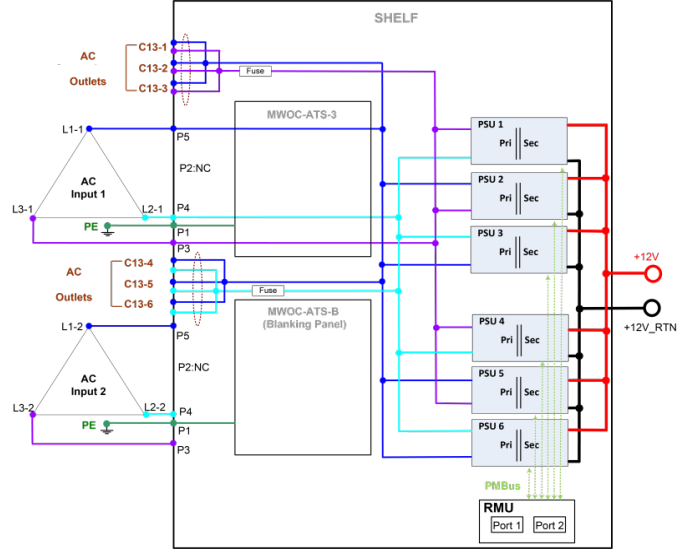 SHELF
AC
Outlets
C13-1
C13-2
C13-3
Fuse
MWOC-ATS-3
L1-1
P5
P2:NC
AC
Input 1
L3-1
L2-1
P4
PE
P1
P3
PSU 1
Pri
Sec
PSU 2
Pri
Sec
PSU 3
Pri
Sec
AC
Outlets
C13-4
C13-5
C13-6
Fuse
+12V
+12V_RTN
MWOC-ATS-B
(Blanking Panel)
L1-2
P5
P2:NC
AC
Input 2
L3-2
L2-2
P4
PE
P1
P3
PSU 4
Pri
Sec
PSU 5
Pri
Sec
PSU 6
Pri
Sec
PMBus
RMU
Port 1
Port 2